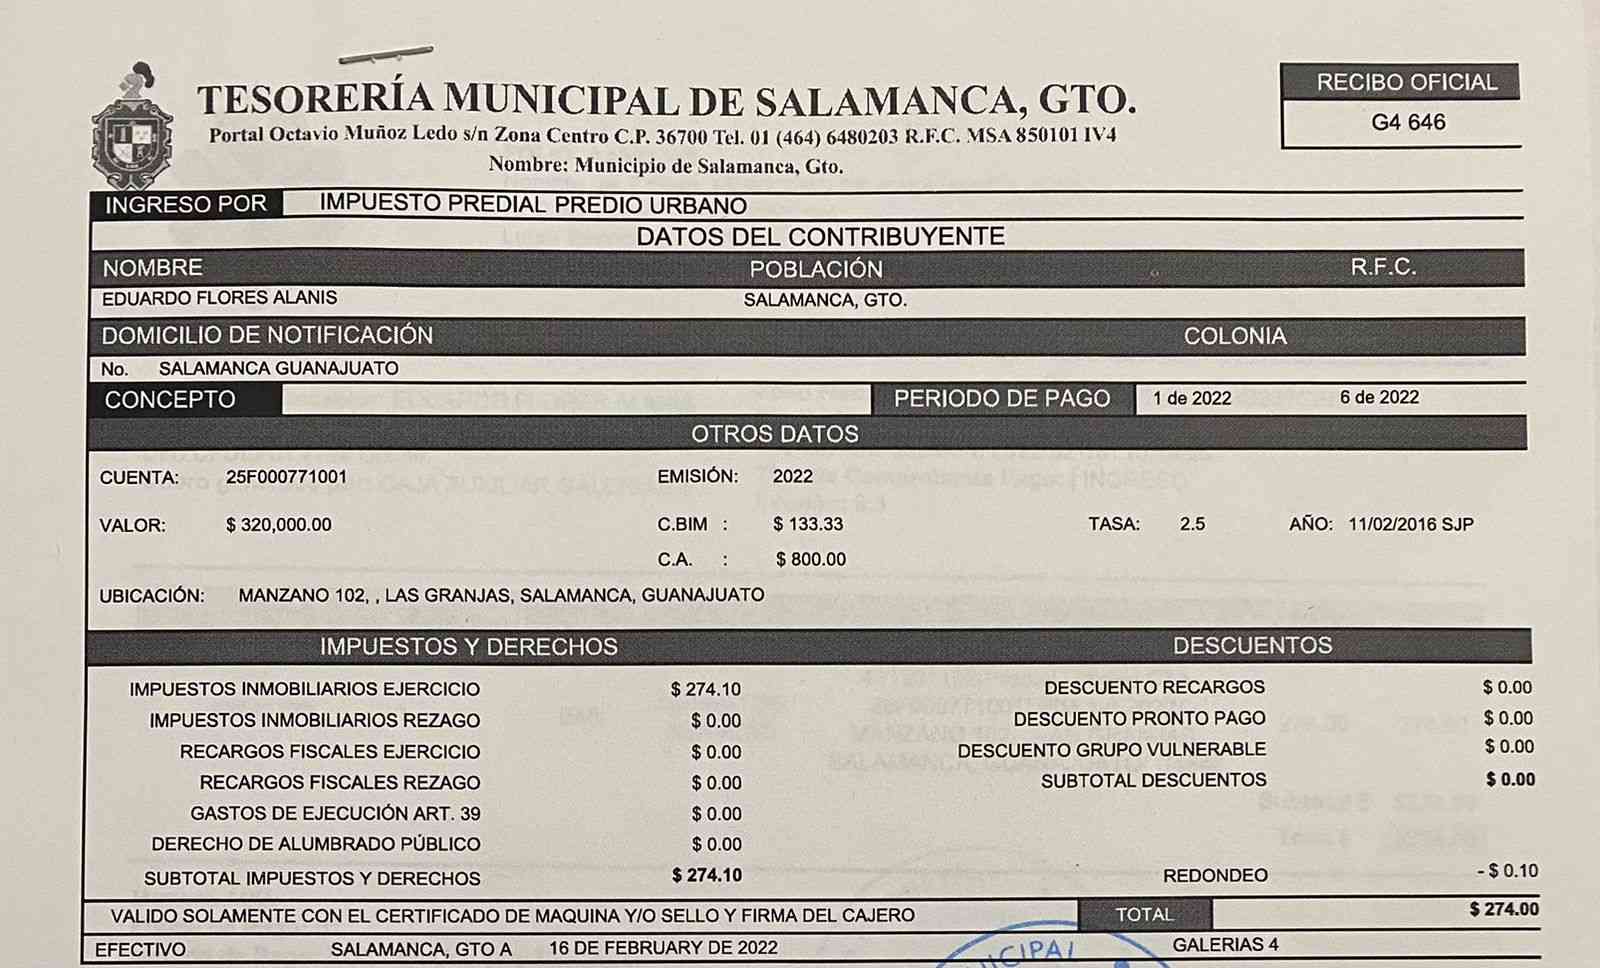 TESORERÍA MUNICIPAL DE SALAMANCA, GTO.
Portal Octavio Muñoz Ledo s/n Zona Centro C.P. 36700 Tel. 01 (464) 6480203 R.F.C. MSA 850101 IV4
Nombre: Municipio de Salamanca, Gto.
RECIBO OFICIAL
G4 646
INGRESO POR IMPUESTO PREDIAL PREDIO URBANO
DATOS DEL CONTRIBUYENTE
NOMBRE POBLACIÓN R.F.C.
EDUARDO FLORES ALANIS SALAMANCA, GTO.
DOMICILIO DE NOTIFICACIÓN COLONIA
No. SALAMANCA GUANAJUATO
CONCEPTO PERIODO DE PAGO 1 de 2022 6 de 2022
OTROS DATOS
CUENTA: 25F000771001 EMISIÓN: 2022
VALOR: $ 320,000.00 C.BIM : $ 133.33 TASA: 2.5 AÑO: 11/02/2016 SJP
C.A. : $ 800.00
UBICACIÓN: MANZANO 102, , LAS GRANJAS, SALAMANCA, GUANAJUATO
IMPUESTOS Y DERECHOS DESCUENTOS
IMPUESTOS INMOBILIARIOS EJERCICIO $ 274.10 DESCUENTO RECARGOS $ 0.00
IMPUESTOS INMOBILIARIOS REZAGO $ 0.00 DESCUENTO PRONTO PAGO $ 0.00
RECARGOS FISCALES EJERCICIO $ 0.00 DESCUENTO GRUPO VULNERABLE $ 0.00
RECARGOS FISCALES REZAGO $ 0.00 SUBTOTAL DESCUENTOS $ 0.00
GASTOS DE EJECUCIÓN ART. 39 $ 0.00
DERECHO DE ALUMBRADO PÚBLICO $ 0.00
SUBTOTAL IMPUESTOS Y DERECHOS $ 274.10 REDONDEO - $ 0.10
VALIDO SOLAMENTE CON EL CERTIFICADO DE MAQUINA Y/O SELLO Y FIRMA DEL CAJERO TOTAL $ 274.00
EFECTIVO SALAMANCA, GTO A 16 DE FEBRUARY DE 2022 GALERIAS 4